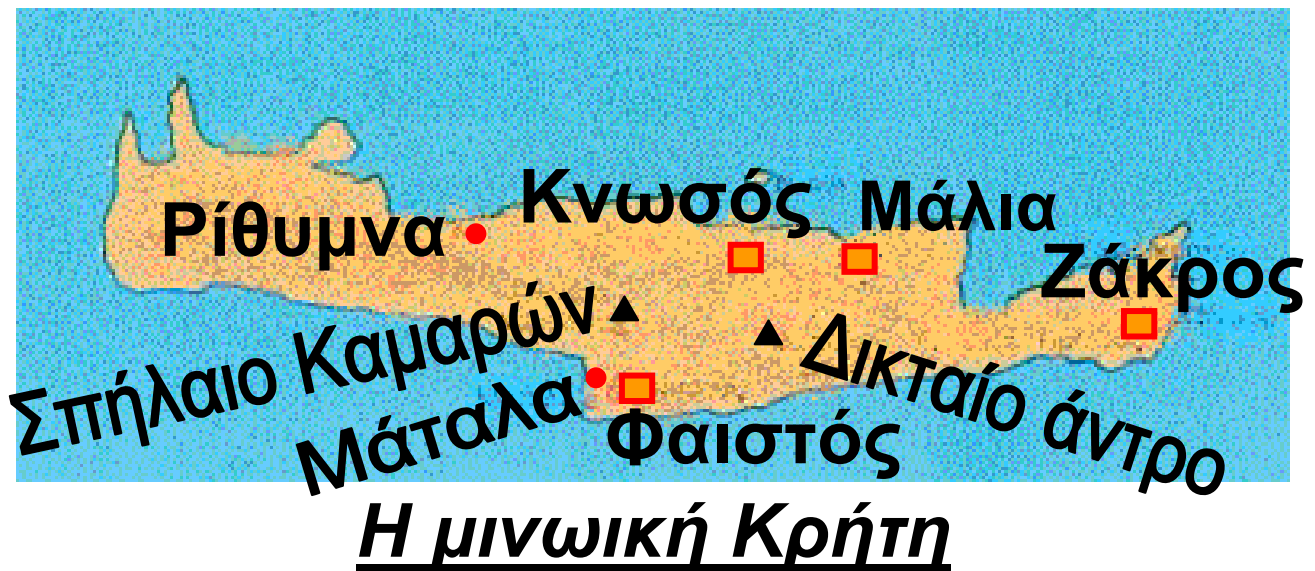 Κνωσός
Μάλια
Ρίθυμνα
Ζάκρος
Σπήλαιο Καμαρών
Δικταίο άντρο
Μάταλα
Φαιστός
Η μινωική Κρήτη